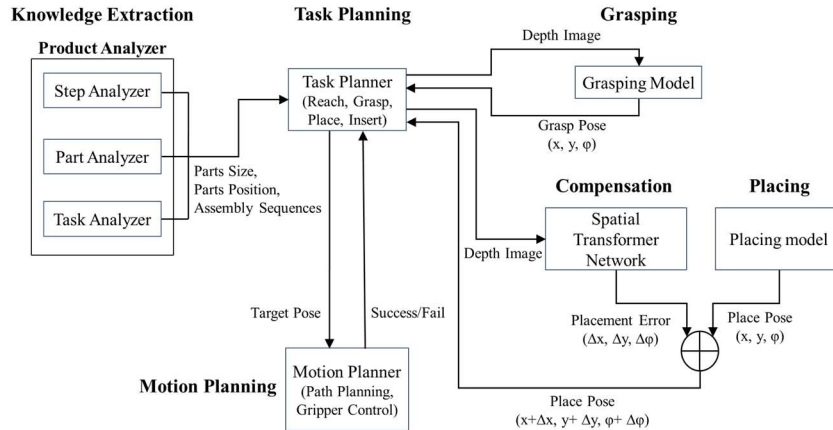 Knowledge Extraction
Task Planning
Grasping
Product Analyzer
Step Analyzer
Part Analyzer
Task Analyzer
Parts Size,
Parts Position,
Assembly Sequences
Task Planner
(Reach, Grasp,
Place, Insert)
Depth Image
Grasping Model
Grasp Pose
(x, y, φ)
Compensation
Placing
Spatial
Transformer
Network
Placing model
Depth Image
Target Pose
Success/Fail
Placement Error
(Δx, Δy, Δφ)
Place Pose
(x, y, φ)
Motion Planning
Motion Planner
(Path Planning,
Gripper Control)
Place Pose
(x+Δx, y+ Δy, φ+ Δφ)